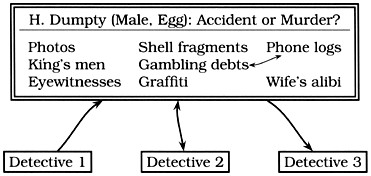 H. Dumpty (Male, Egg): Accident or Murder?
Photos Shell fragments Phone logs
King's men Gambling debts
Eyewitnesses Graffiti Wife's alibi
Detective 1 Detective 2 Detective 3